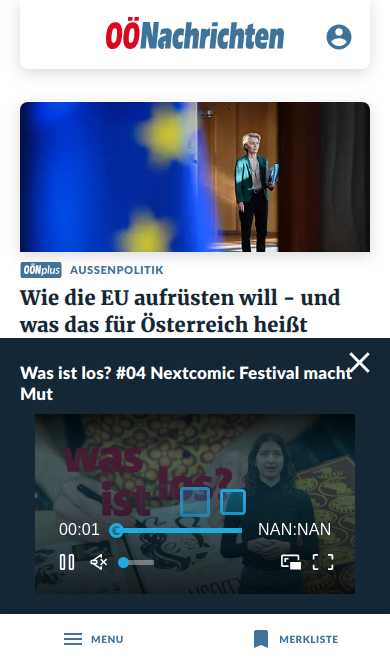 OÖNachrichten
OÖNplus AUSSENPOLITIK
Wie die EU aufrüsten will – und
was das für Österreich heißt
Was ist los? #04 Nextcomic Festival macht
Mut
was
ist los?
00:01 NAN:NAN
MENU MERKLISTE